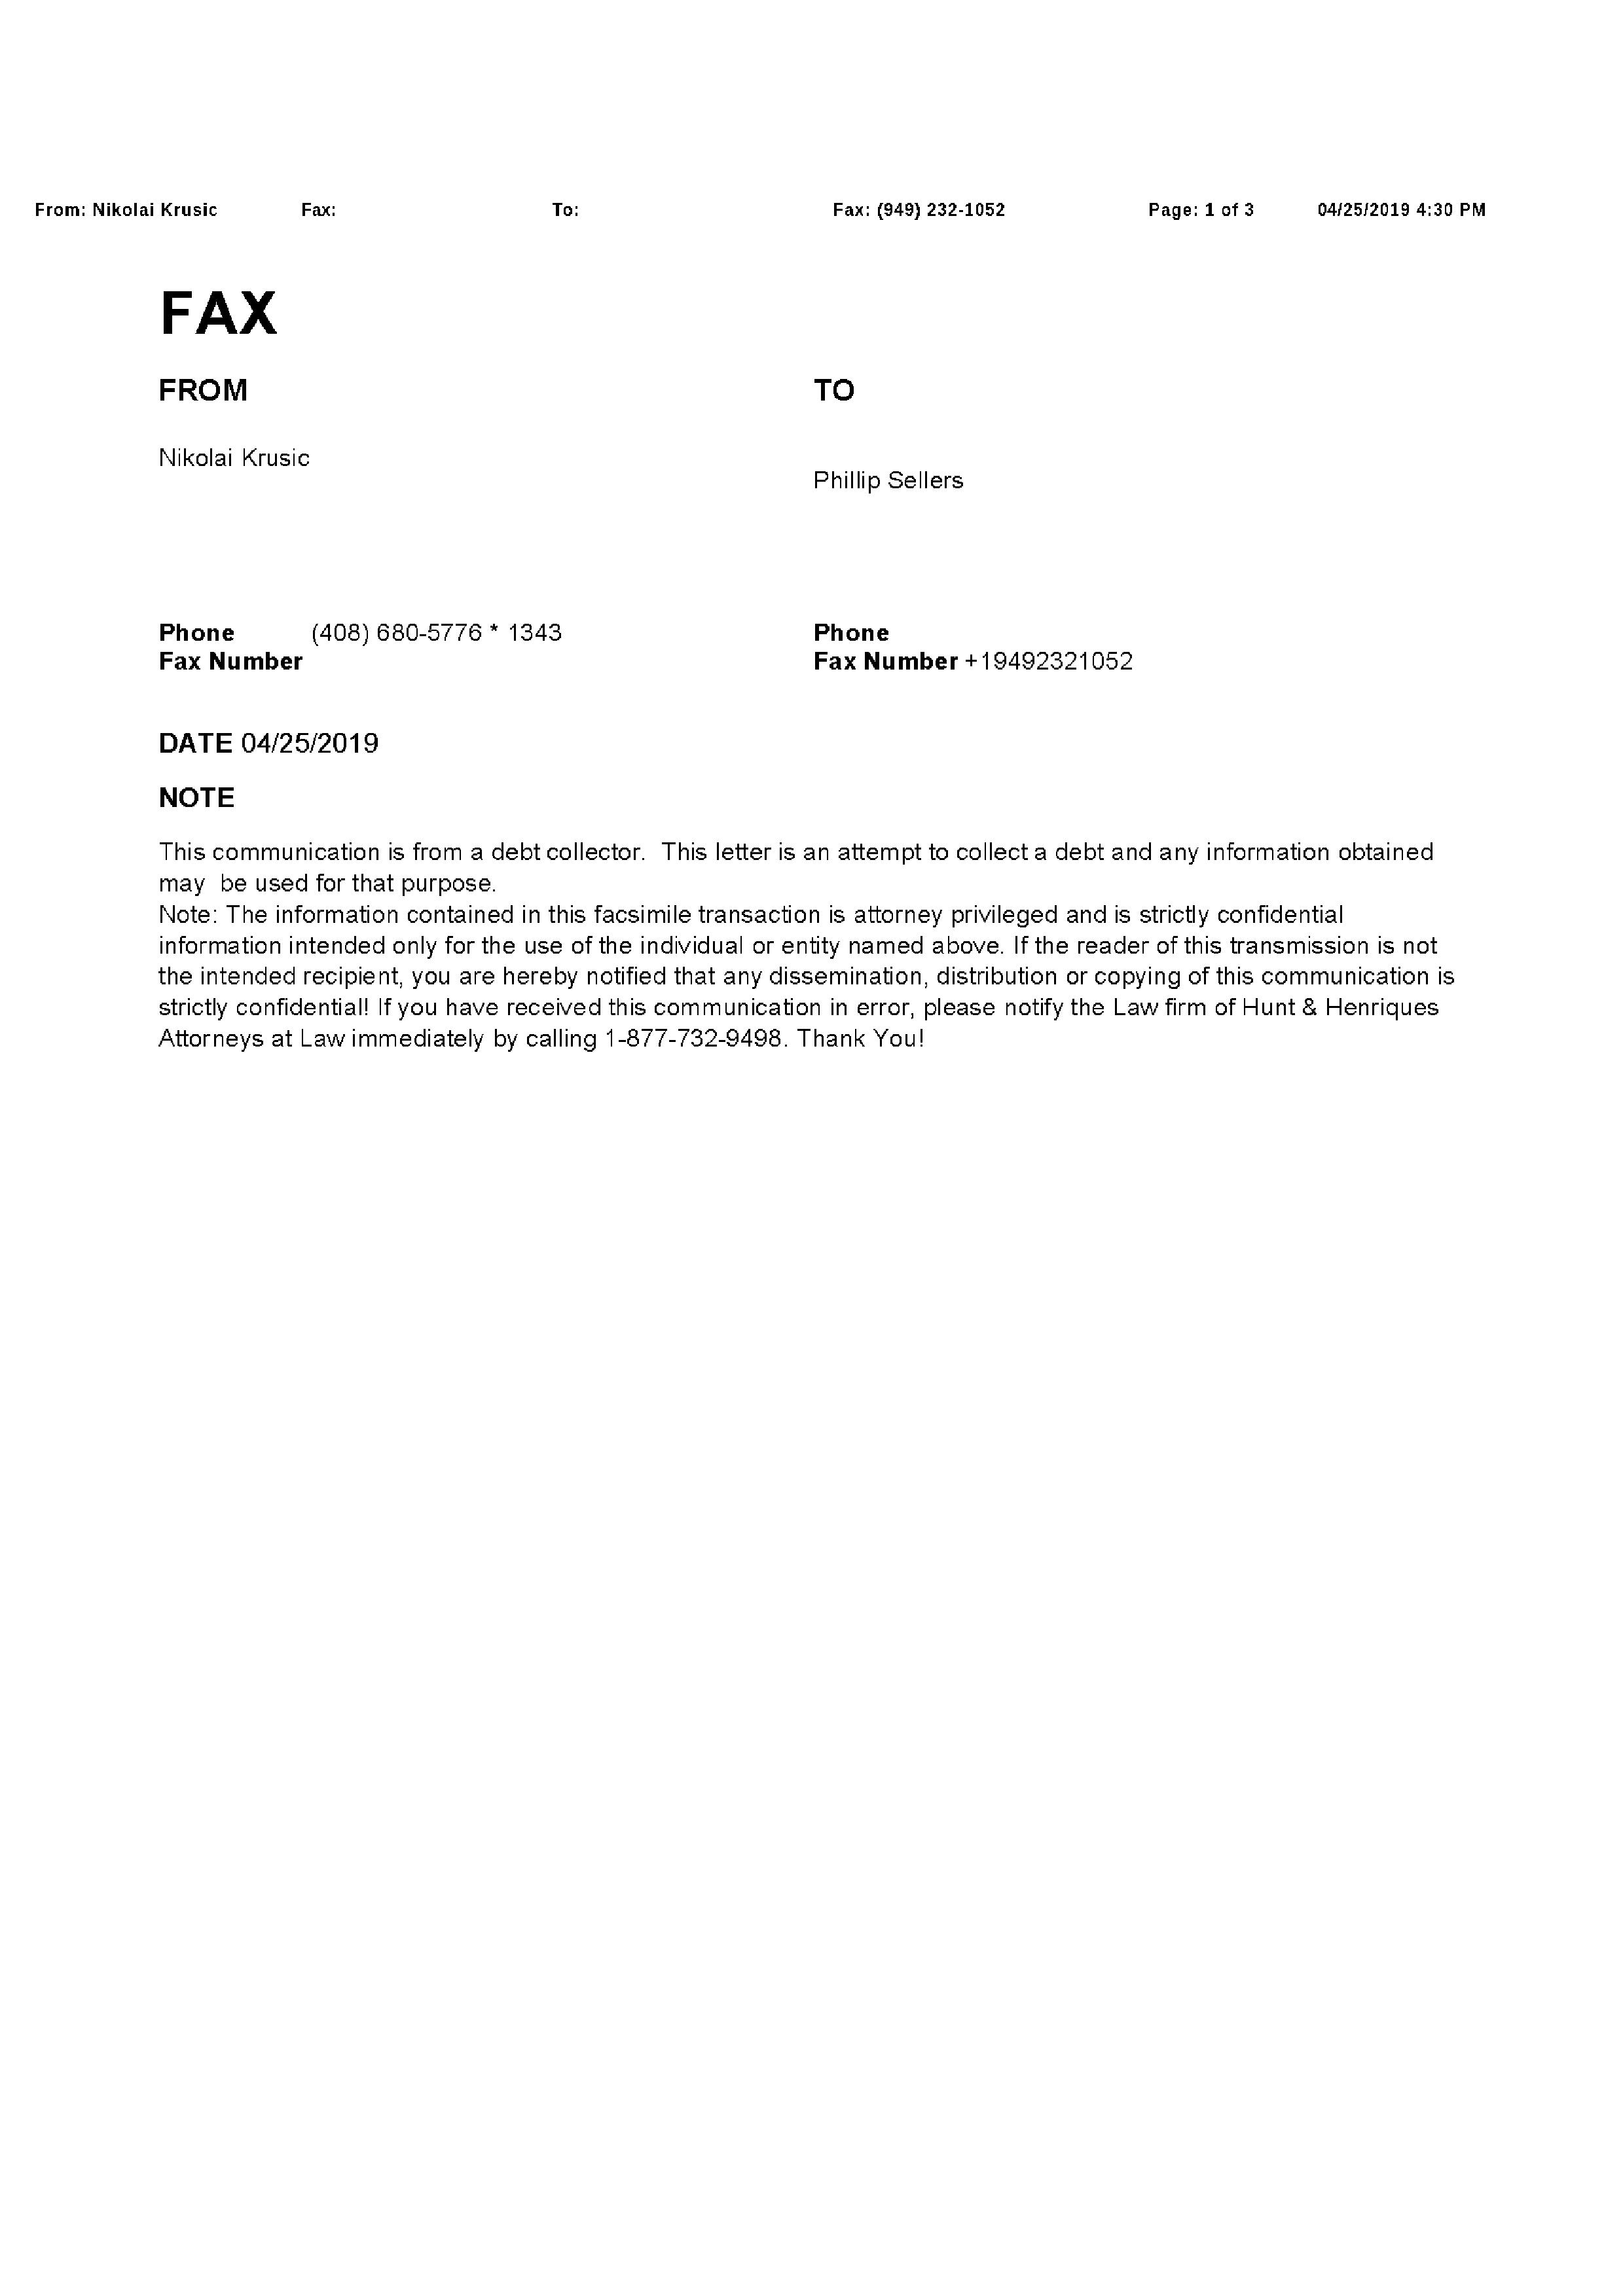 From: Nikolai Krusic Fax: To: Fax: (949) 232-1052 Page: 1 of 3 04/25/2019 4:30 PM
FAX
FROM TO
Nikolai Krusic
Phillip Sellers
Phone (408) 680-5776 * 1343 Phone
Fax Number Fax Number +19492321052
DATE 04/25/2019
NOTE
This communication is from a debt collector.  This letter is an attempt to collect a debt and any information obtained
may  be used for that purpose.
Note: The information contained in this facsimile transaction is attorney privileged and is strictly confidential
information intended only for the use of the individual or entity named above. If the reader of this transmission is not
the intended recipient, you are hereby notified that any dissemination, distribution or copying of this communication is
strictly confidential! If you have received this communication in error, please notify the Law firm of Hunt & Henriques
Attorneys at Law immediately by calling 1-877-732-9498. Thank You!